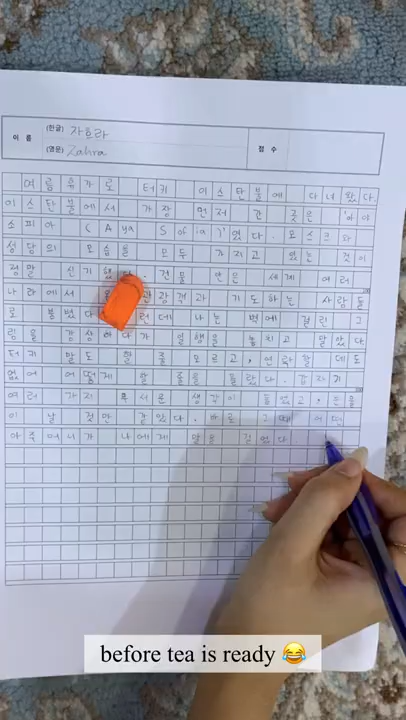 이 름
(한글) 자흐라
(영문) Zahra
점 수
여름 휴가로 터키 이스탄불에 다녀왔다.
이스탄불에서 가장 먼저 간 곳은 '아야
소피아 (Aya Sofia)'였다. 모스크와
성당의 모습을 모두 가지고 있는 것이
정말 신기했다. 건물 안은 세계 여러
나라에서 관광객과 기도하는 사람들
로 붐볐다. 그런데 나는 벽에 걸린 그
림을 감상하다가 일행을 놓치고 말았다.
터키 말도 할 줄 모르고, 연락할 데도
없어 어떻게 할 줄을 몰랐다. 갑자기
여러 가지 무서운 생각이 들었고, 눈물
이 날 것만 같았다. 바로 그때 어떤
아주머니가 나에게 말을 걸었다.
before tea is ready 😂